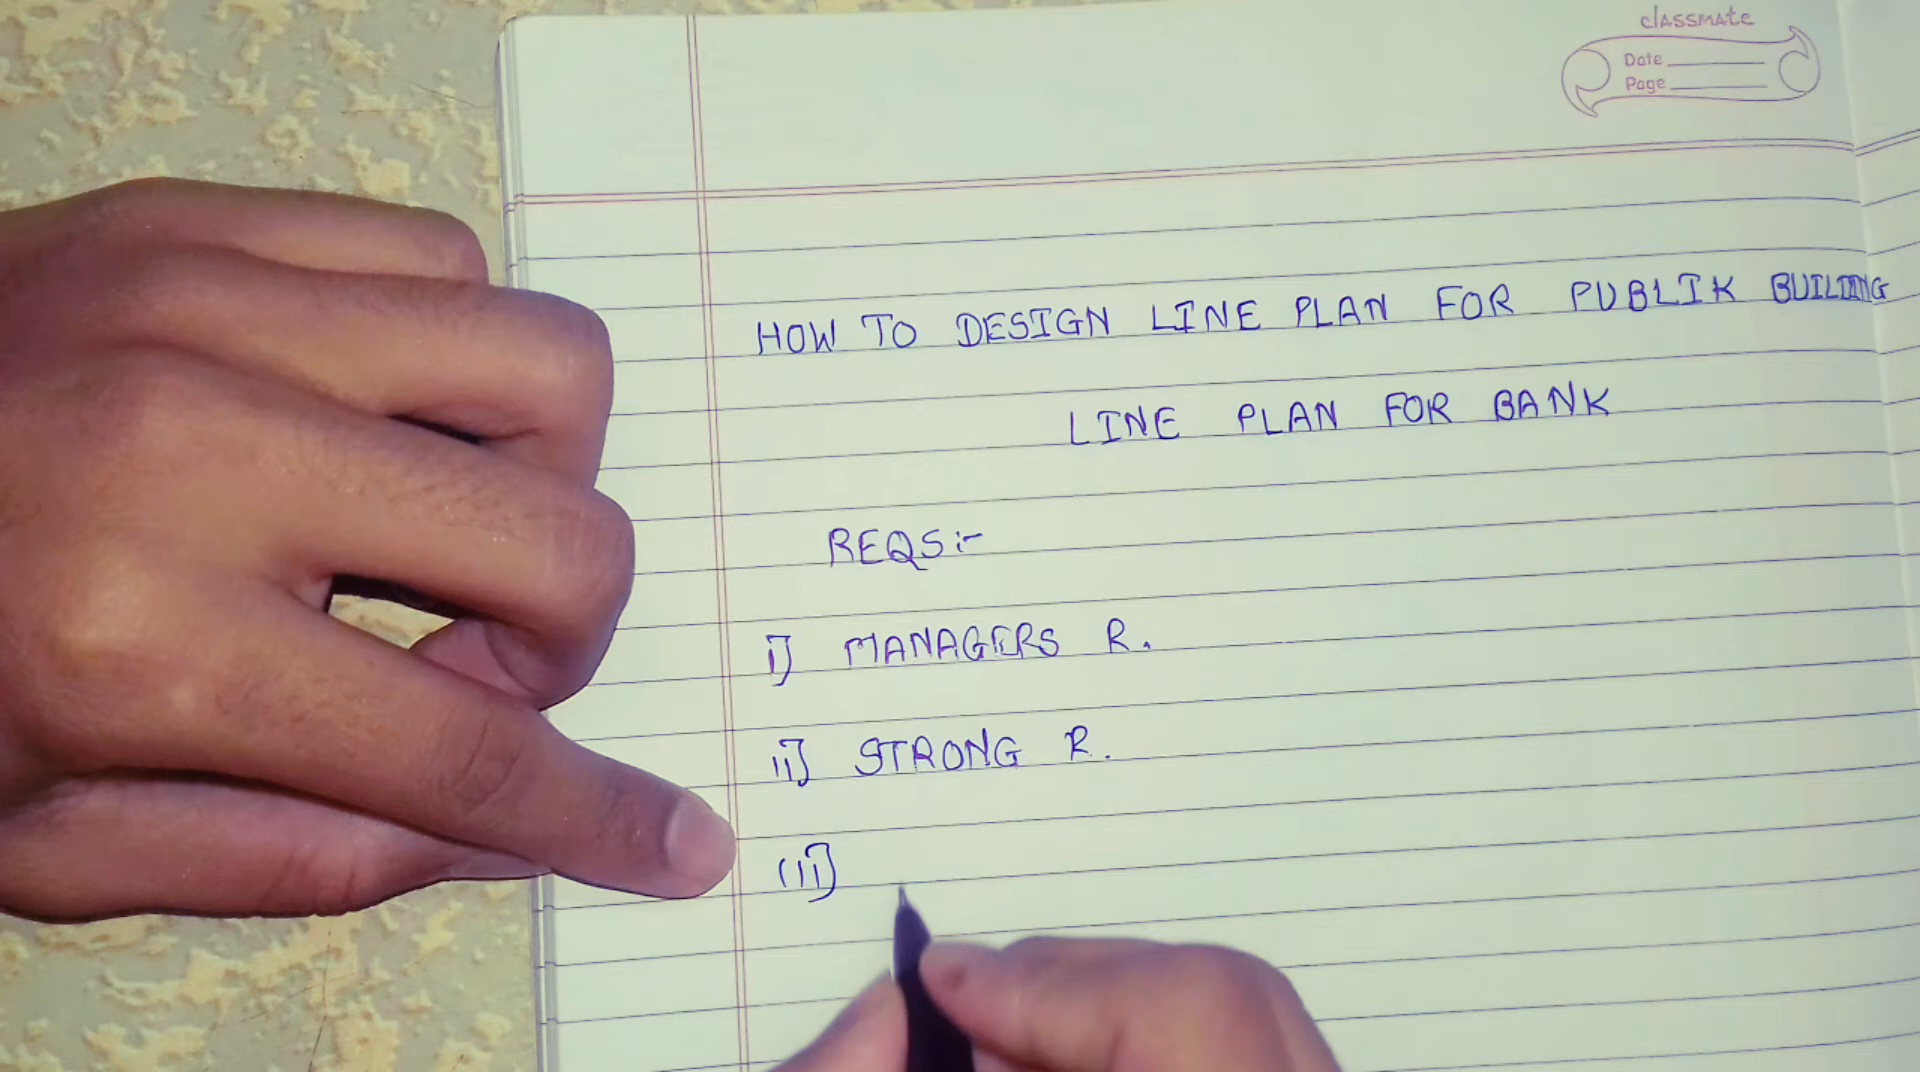 classmate
Date
Page
HOW TO DESIGN LINE PLAN FOR PUBLIK BUILDING
LINE PLAN FOR BANK
REQS:-
i] MANAGERS R.
ii] STRONG R.
(ii]